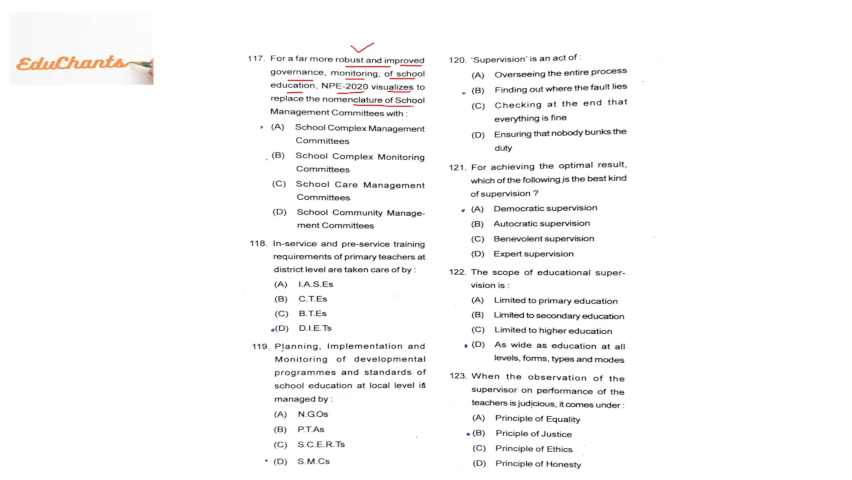 EduChants
117. For a far more robust and improved
governance, monitoring, of school
education, NPE-2020 visualizes to
replace the nomenclature of School
Management Committees with :
(A) School Complex Management
Committees
(B) School Complex Monitoring
Committees
(C) School Care Management
Committees
(D) School Community Manage-
ment Committees
118. In-service and pre-service training
requirements of primary teachers at
district level are taken care of by :
(A) I.A.S.Es
(B) C.T.Es
(C) B.T.Es
(D) D.I.E.Ts
119. Planning, Implementation and
Monitoring of developmental
programmes and standards of
school education at local level is
managed by :
(A) N.G.Os
(B) P.T.As
(C) S.C.E.R.Ts
(D) S.M.Cs
120. 'Supervision' is an act of :
(A) Overseeing the entire process
(B) Finding out where the fault lies
(C) Checking at the end that
everything is fine
(D) Ensuring that nobody bunks the
duty
121. For achieving the optimal result,
which of the following is the best kind
of supervision ?
(A) Democratic supervision
(B) Autocratic supervision
(C) Benevolent supervision
(D) Expert supervision
122. The scope of educational super-
vision is :
(A) Limited to primary education
(B) Limited to secondary education
(C) Limited to higher education
(D) As wide as education at all
levels, forms, types and modes
123. When the observation of the
supervisor on performance of the
teachers is judicious, it comes under :
(A) Principle of Equality
(B) Priciple of Justice
(C) Principle of Ethics
(D) Principle of Honesty